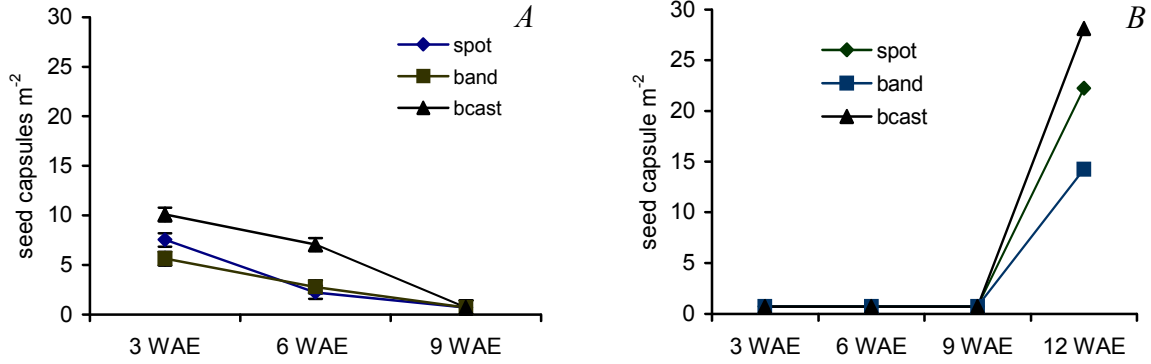 A
seed capsules m-2
30
25
20
15
10
5
0
spot
band
bcast
3 WAE 6 WAE 9 WAE
B
seed capsule m-2
30
25
20
15
10
5
0
spot
band
bcast
3 WAE 6 WAE 9 WAE 12 WAE